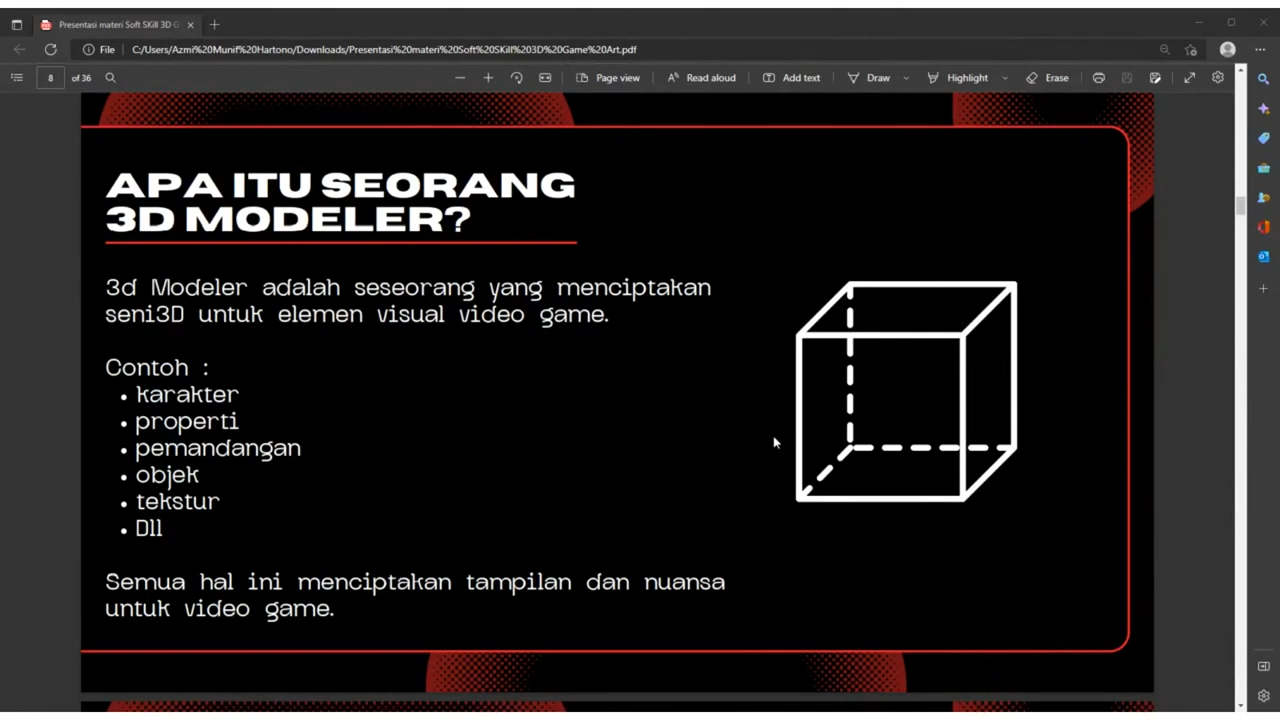 Presentasi materi Soft SKill 3D G
File
C:/Users/Azmi%20Munif%20Hartono/Downloads/Presentasi%20materi%20Soft%20SKill%203D%20Game%20Art.pdf
8 of 36
Page view
Read aloud
Add text
Draw
Highlight
Erase
APA ITU SEORANG
3D MODELER?
3d Modeler adalah seseorang yang menciptakan
seni3D untuk elemen visual video game.
Contoh :
• karakter
• properti
• pemandangan
• objek
• tekstur
• Dll
Semua hal ini menciptakan tampilan dan nuansa
untuk video game.